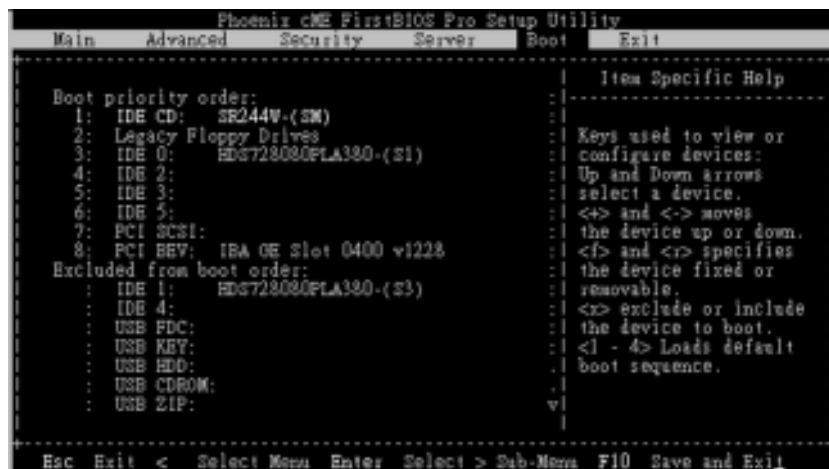 Phoenix cME FirstBIOS Pro Setup Utility
Main Advanced Security Server Boot Exit
Item Specific Help
Boot priority order:
1: IDE CD: SR244W-(SM)
2: Legacy Floppy Drives
3: IDE 0: HDS728080PLA380-(S1)
4: IDE 2:
5: IDE 3:
6: IDE 5:
7: PCI SCSI:
8: PCI BEV: IBA GE Slot 0400 v1228
Excluded from boot order:
: IDE 1: HDS728080PLA380-(S3)
: IDE 4:
: USB FDC:
: USB KEY:
: USB HDD:
: USB CDROM:
: USB ZIP:
Keys used to view or
configure devices:
Up and Down arrows
select a device.
<+> and <-> moves
the device up or down.
<f> and <r> specifies
the device fixed or
removable.
<x> exclude or include
the device to boot.
<1 - 4> Loads default
boot sequence.
Esc Exit < Select Menu Enter Select > Sub-Menu F10 Save and Exit